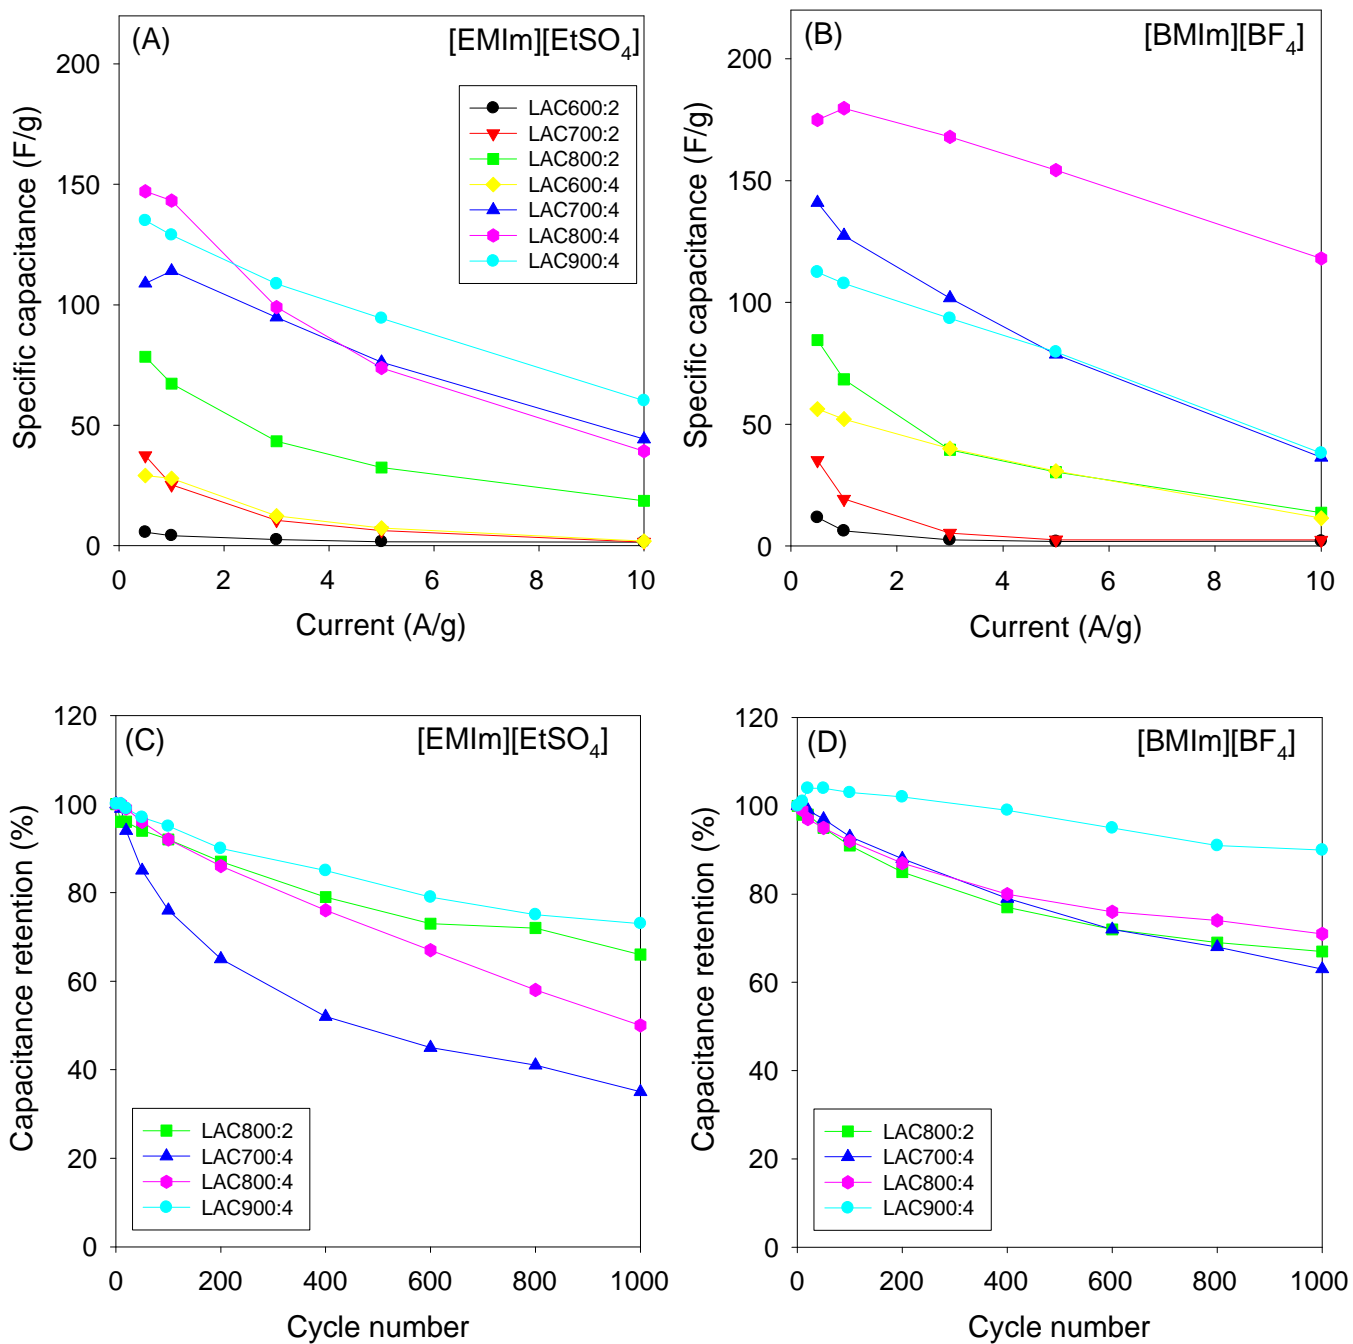 (A)
[EMIm][EtSO4]
200
150
100
50
0
Specific capacitance (F/g)
LAC600:2
LAC700:2
LAC800:2
LAC600:4
LAC700:4
LAC800:4
LAC900:4
0 2 4 6 8 10
Current (A/g)
(B)
[BMIm][BF4]
200
150
100
50
0
Specific capacitance (F/g)
0 2 4 6 8 10
Current (A/g)
(C)
[EMIm][EtSO4]
120
100
80
60
40
20
0
Capacitance retention (%)
LAC800:2
LAC700:4
LAC800:4
LAC900:4
0 200 400 600 800 1000
Cycle number
(D)
[BMIm][BF4]
120
100
80
60
40
20
0
Capacitance retention (%)
LAC800:2
LAC700:4
LAC800:4
LAC900:4
0 200 400 600 800 1000
Cycle number